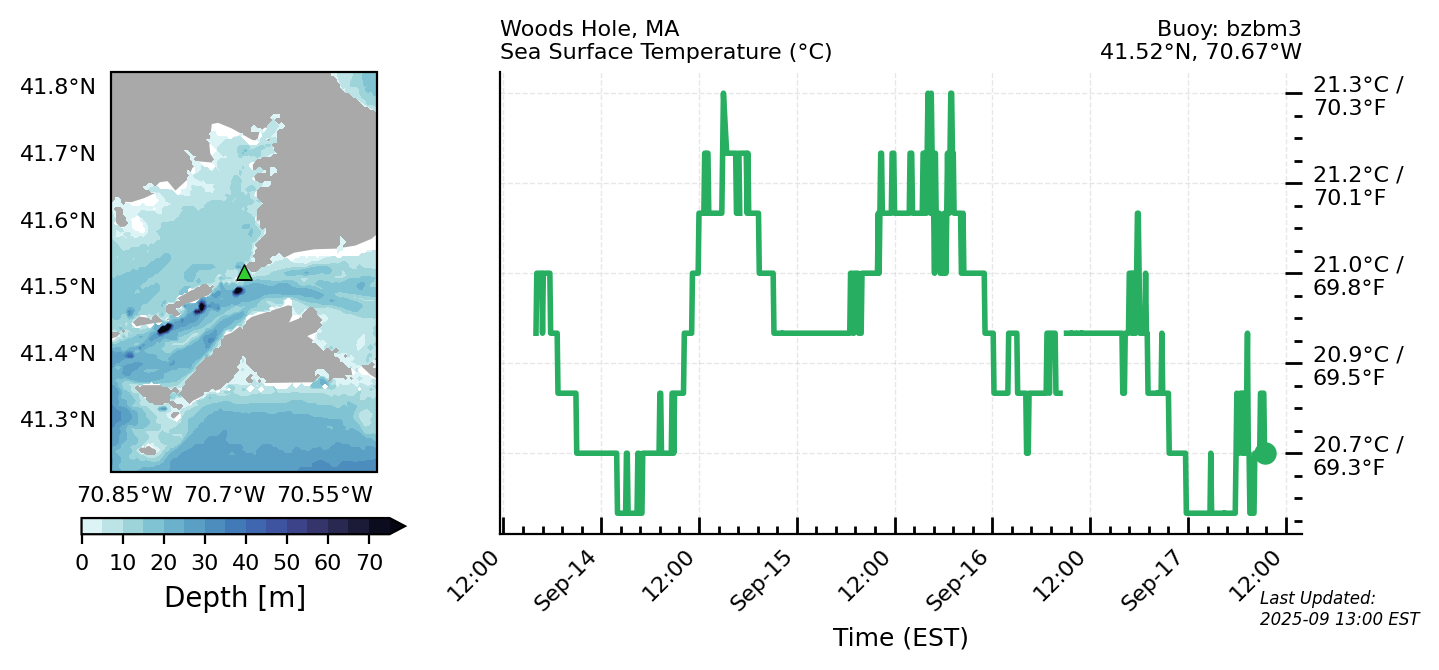 Woods Hole, MA
Sea Surface Temperature (°C)
Buoy: bzbm3
41.52°N, 70.67°W
41.8°N
41.7°N
41.6°N
41.5°N
41.4°N
41.3°N
70.85°W 70.7°W 70.55°W
0 10 20 30 40 50 60 70
Depth [m]
21.3°C /
70.3°F
21.2°C /
70.1°F
21.0°C /
69.8°F
20.9°C /
69.5°F
20.7°C /
69.3°F
12:00 Sep-14 12:00 Sep-15 12:00 Sep-16 12:00 Sep-17 12:00
Time (EST)
Last Updated:
2025-09 13:00 EST